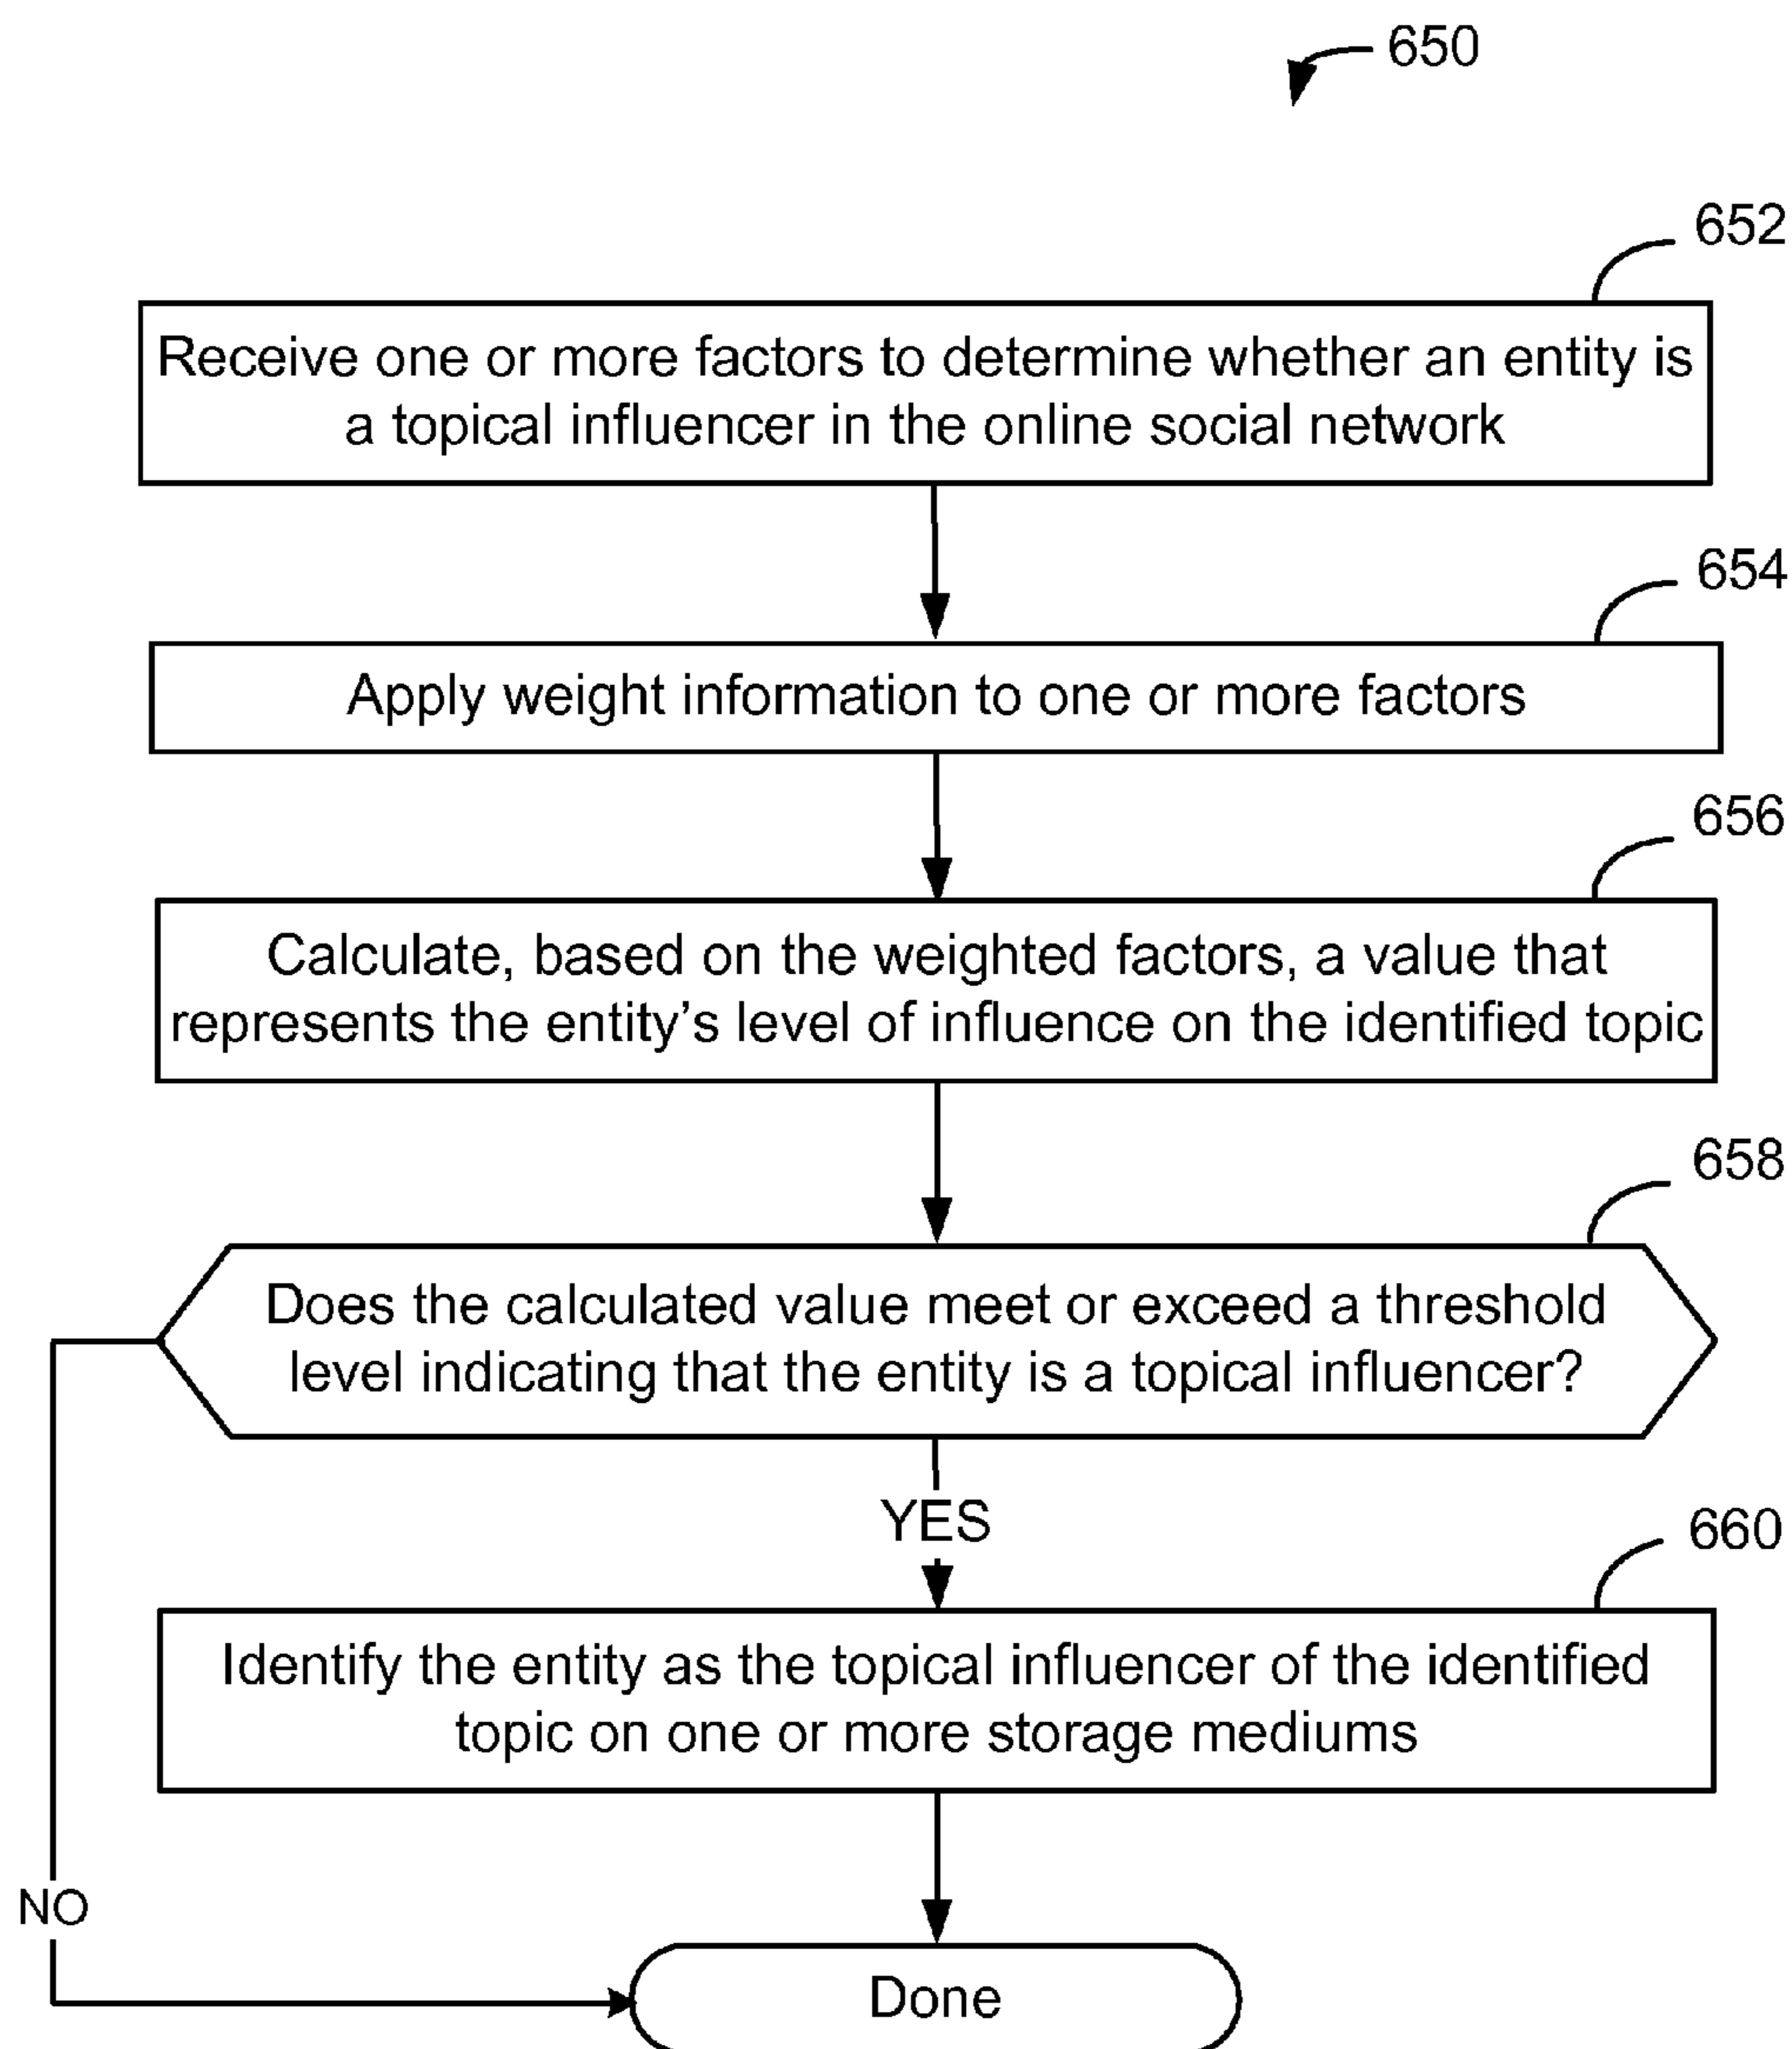 650
652
Receive one or more factors to determine whether an entity is
a topical influencer in the online social network
654
Apply weight information to one or more factors
656
Calculate, based on the weighted factors, a value that
represents the entity’s level of influence on the identified topic
658
Does the calculated value meet or exceed a threshold
level indicating that the entity is a topical influencer?
YES
660
Identify the entity as the topical influencer of the identified
topic on one or more storage mediums
NO
Done